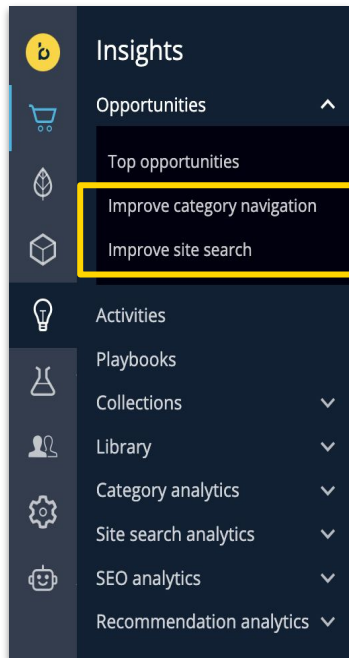 Insights
Opportunities
Top opportunities
Improve category navigation
Improve site search
Activities
Playbooks
Collections
Library
Category analytics
Site search analytics
SEO analytics
Recommendation analytics